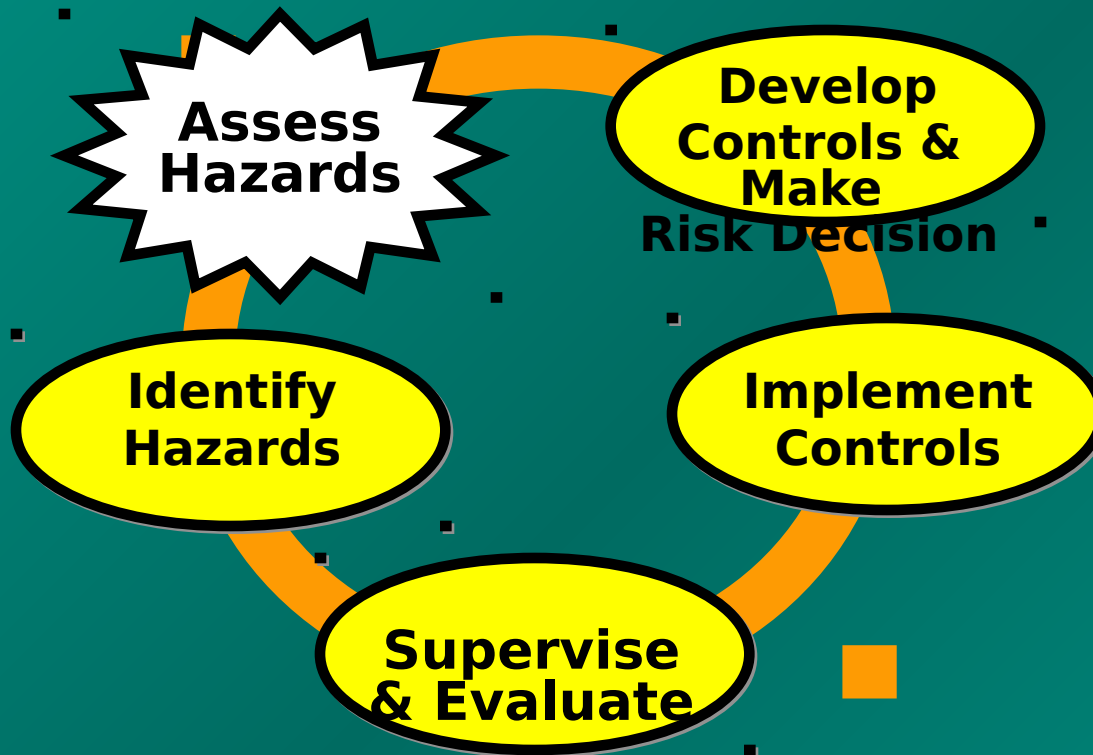 Assess
Hazards
Develop
Controls &
Make
Risk Decision
Identify
Hazards
Implement
Controls
Supervise
& Evaluate